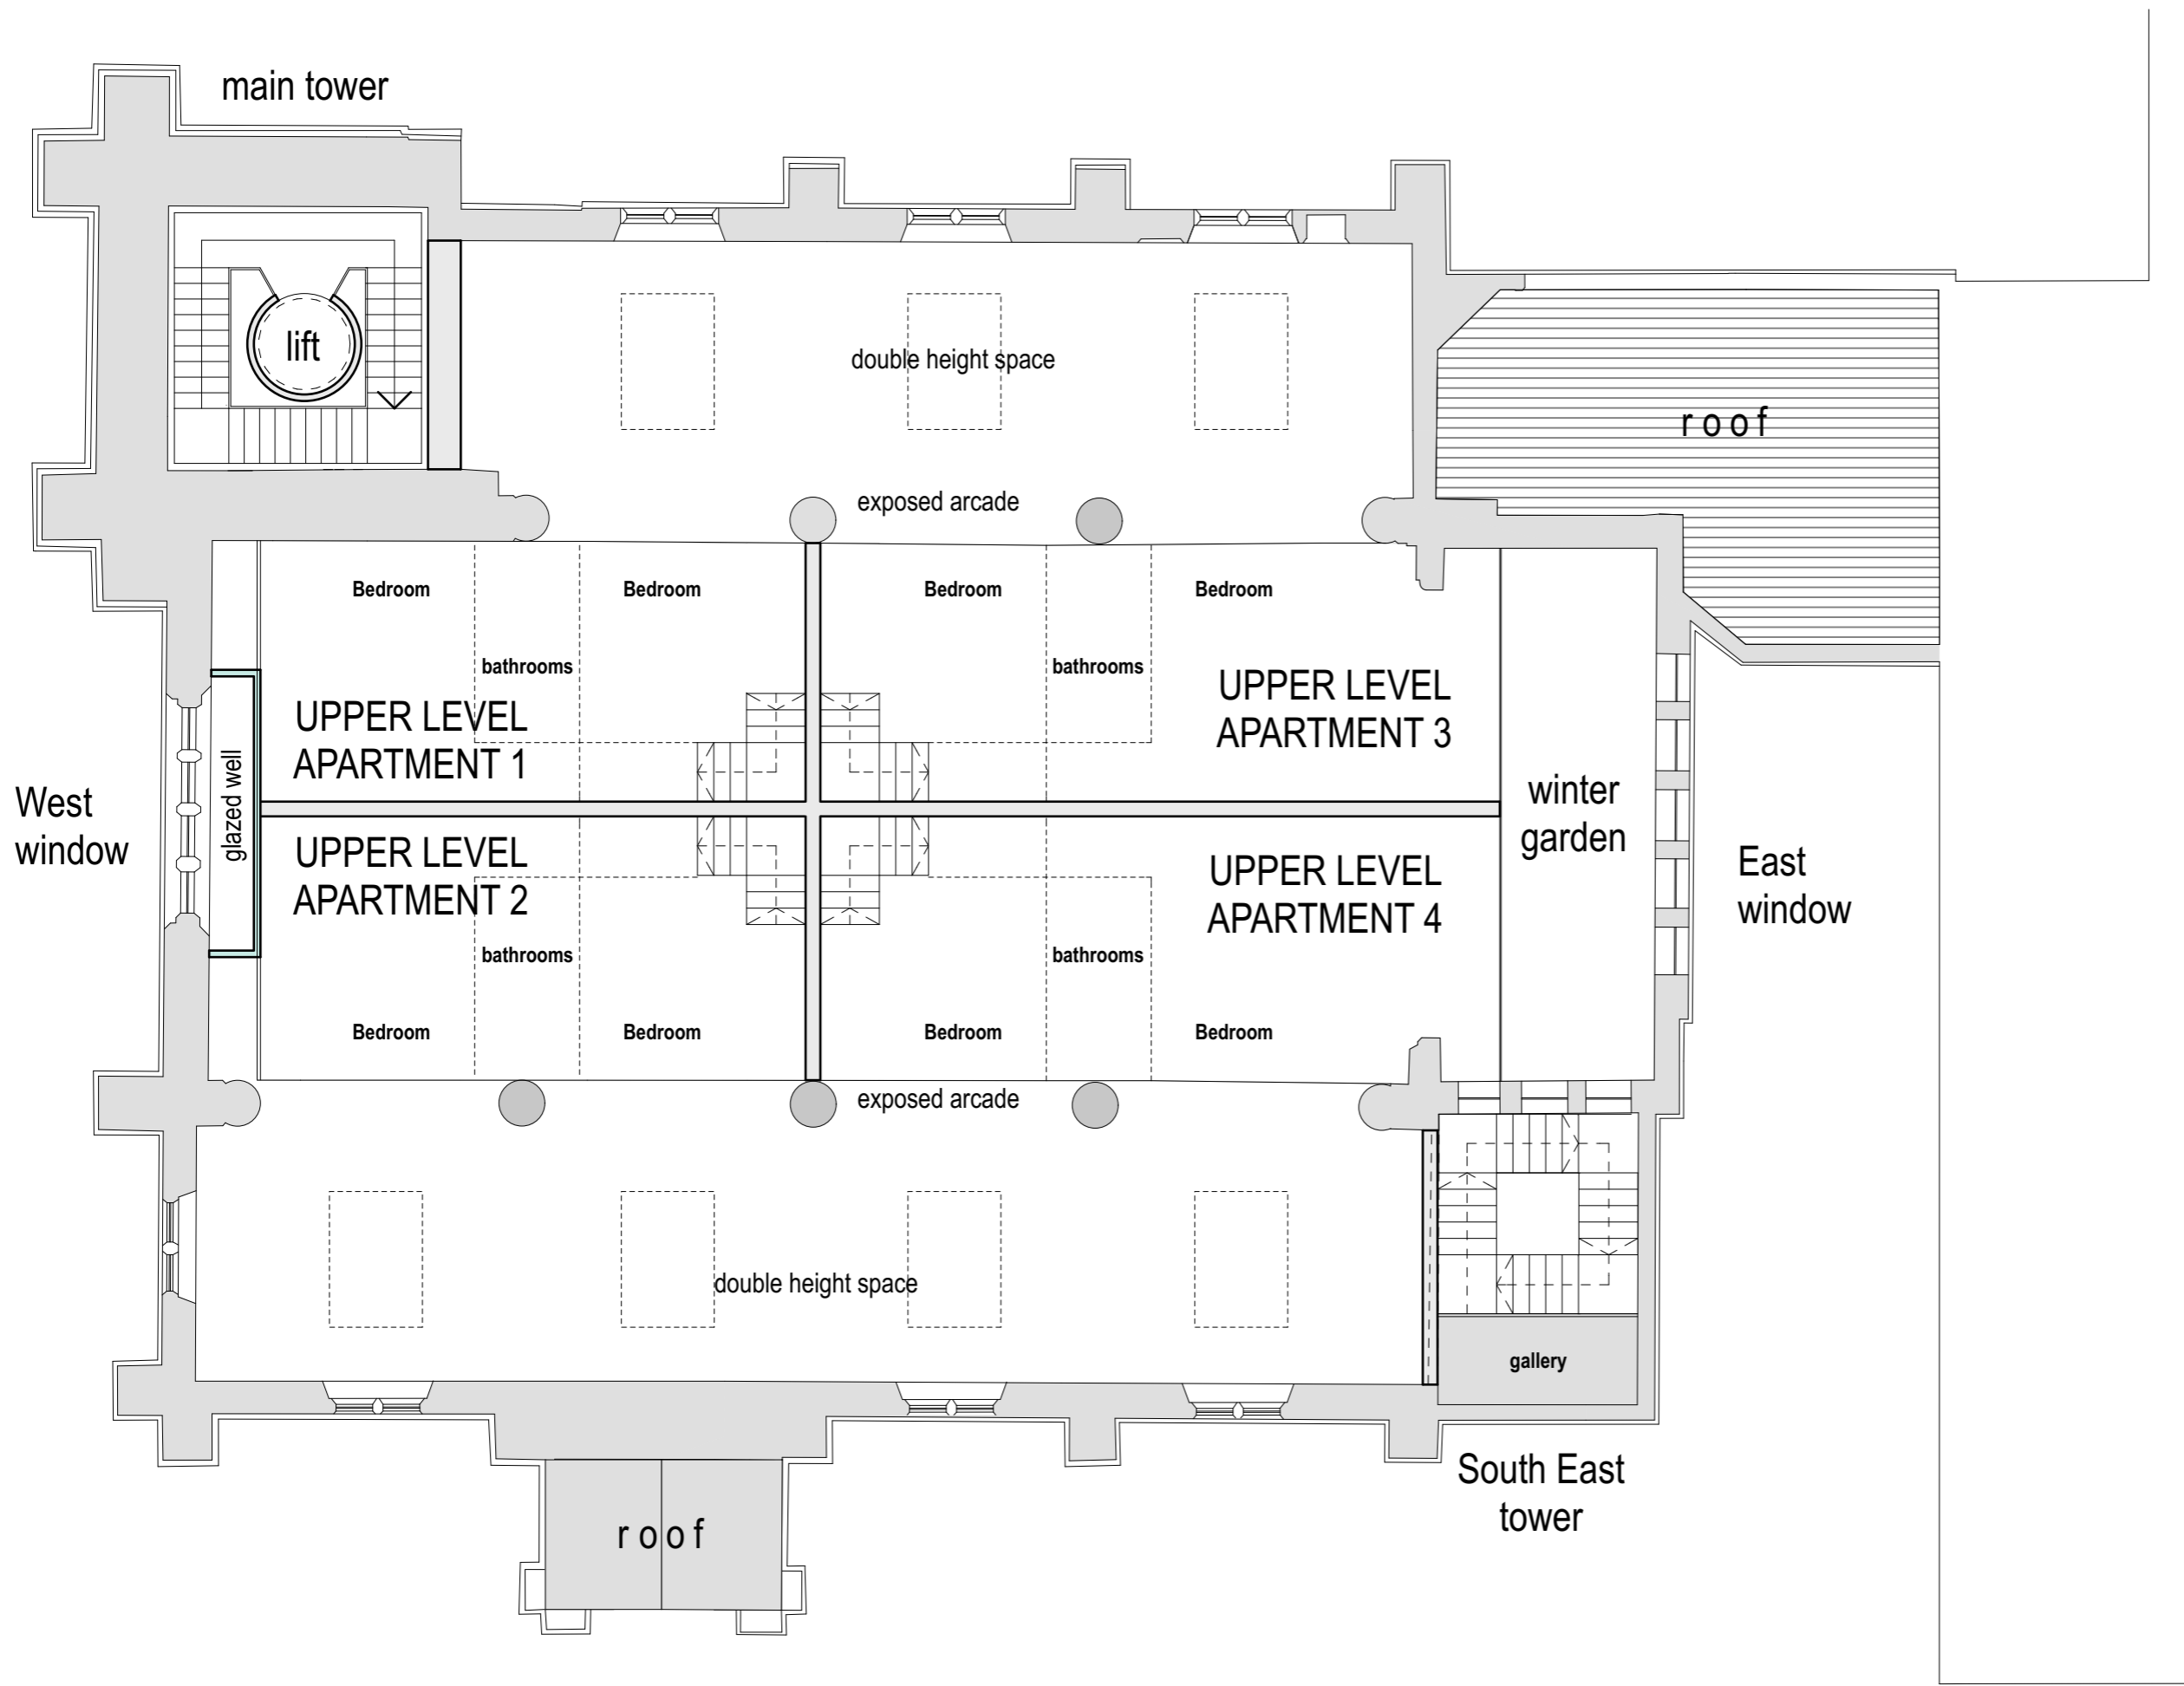 main tower
lift
double height space
roof
exposed arcade
Bedroom
Bedroom
Bedroom
Bedroom
bathrooms
bathrooms
UPPER LEVEL
APARTMENT 1
UPPER LEVEL
APARTMENT 3
West
window
glazed well
winter
garden
UPPER LEVEL
APARTMENT 2
UPPER LEVEL
APARTMENT 4
East
window
bathrooms
bathrooms
Bedroom
Bedroom
Bedroom
Bedroom
exposed arcade
double height space
gallery
South East
tower
roof